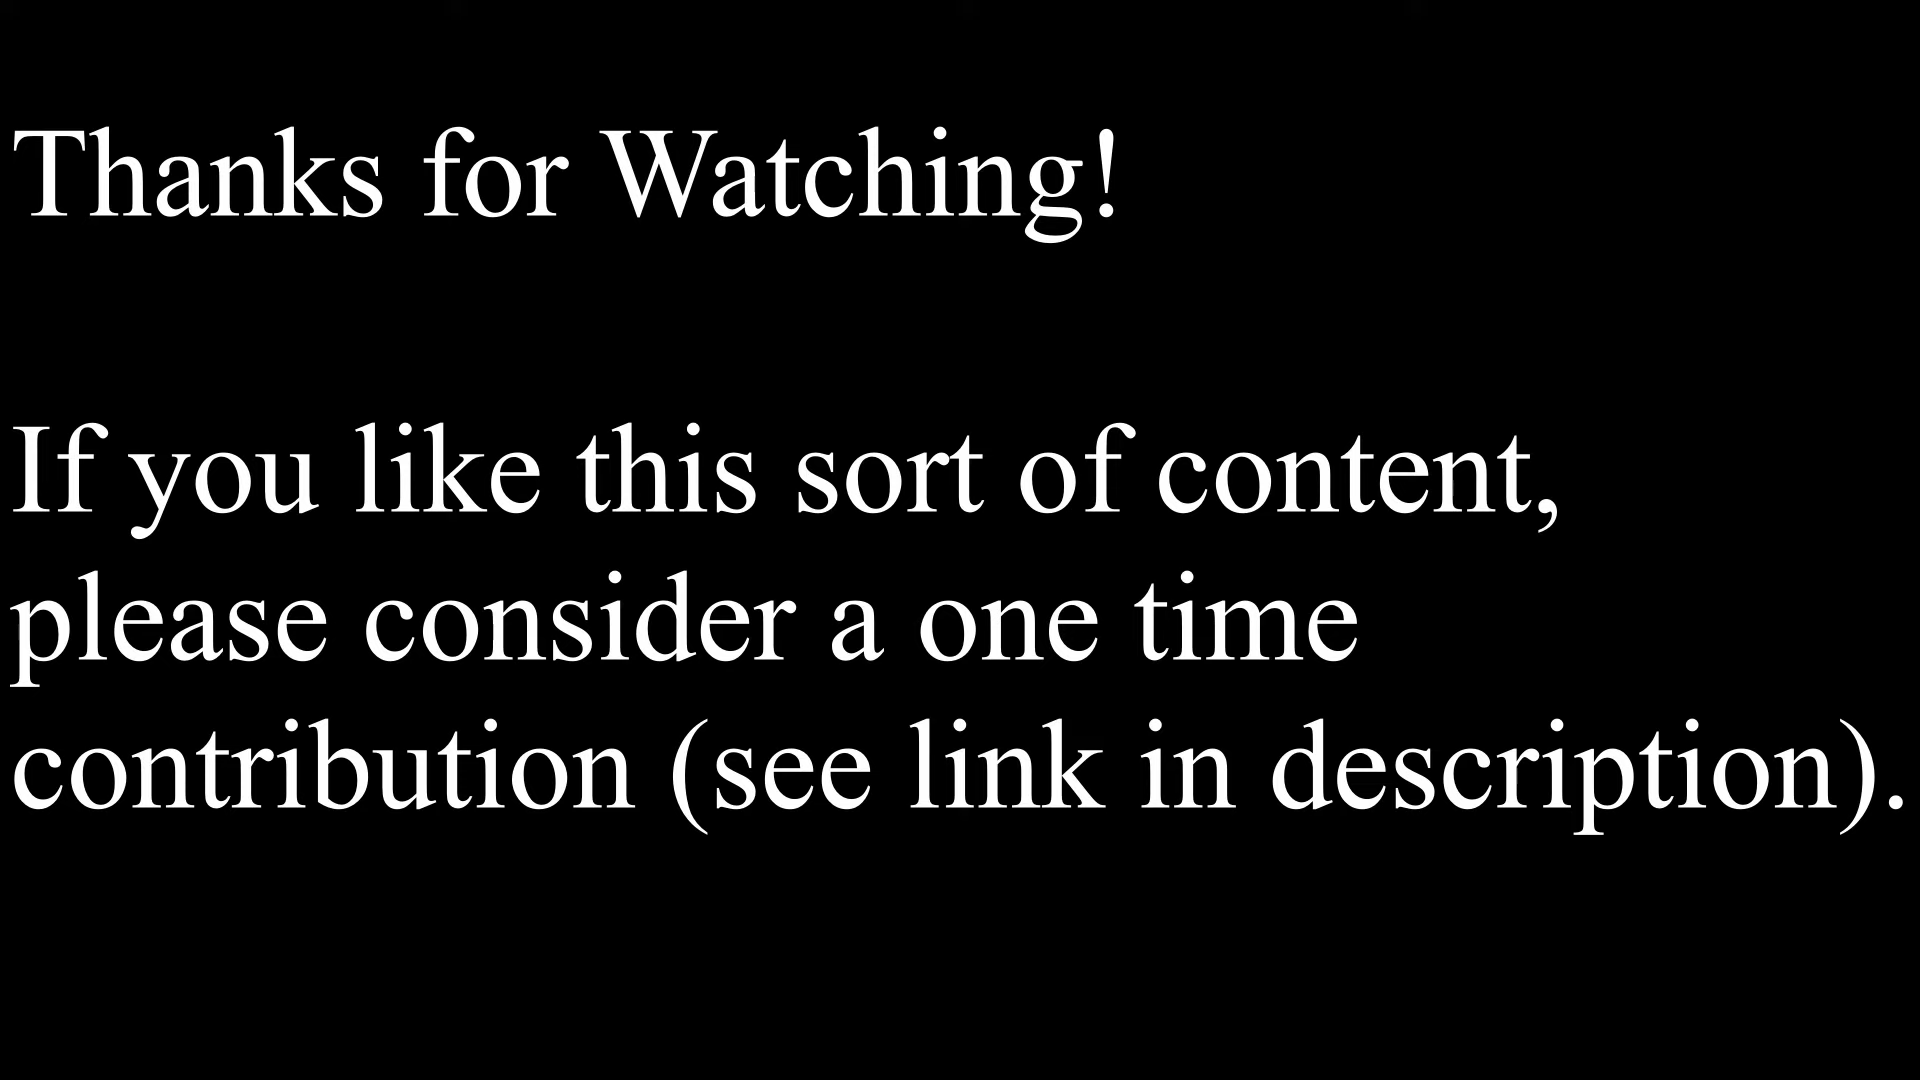 Thanks for Watching!
If you like this sort of content,
please consider a one time
contribution (see link in description).